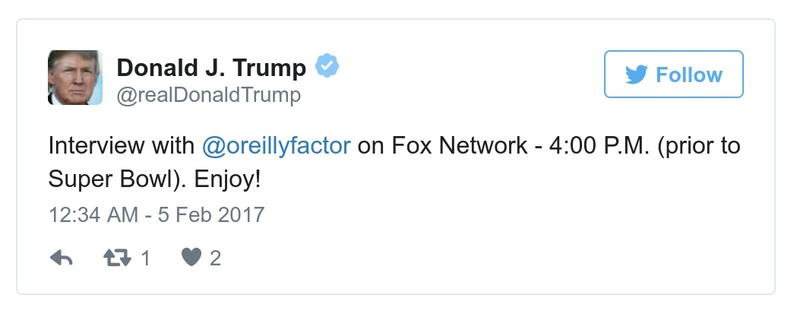 Donald J. Trump
@realDonaldTrump
Follow
Interview with @oreillyfactor on Fox Network - 4:00 P.M. (prior to
Super Bowl). Enjoy!
12:34 AM - 5 Feb 2017
1 2